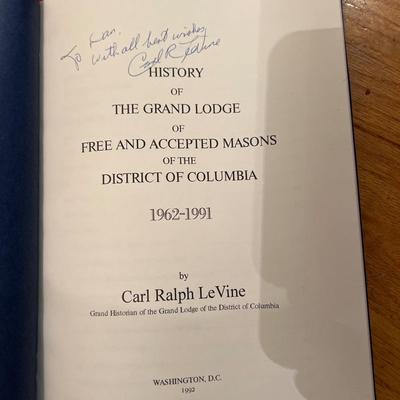 To Dan,
With all best wishes,
Carl R LeVine
HISTORY
OF
THE GRAND LODGE
OF
FREE AND ACCEPTED MASONS
OF THE
DISTRICT OF COLUMBIA
1962-1991
by
Carl Ralph LeVine
Grand Historian of the Grand Lodge of the District of Columbia
WASHINGTON, D.C.
1992